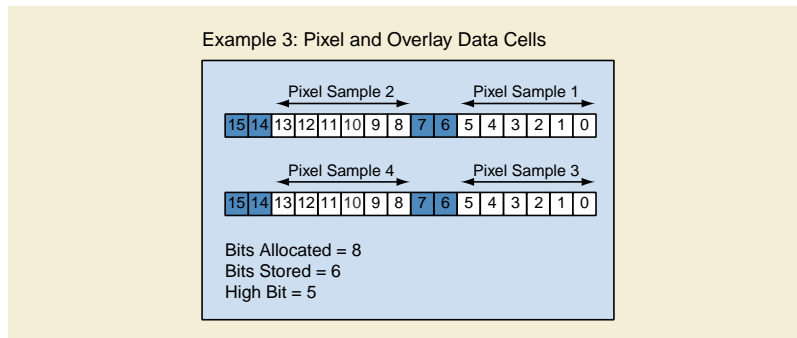 Example 3: Pixel and Overlay Data Cells
Pixel Sample 2 Pixel Sample 1
15 14 13 12 11 10 9 8 7 6 5 4 3 2 1 0
Pixel Sample 4 Pixel Sample 3
15 14 13 12 11 10 9 8 7 6 5 4 3 2 1 0
Bits Allocated = 8
Bits Stored = 6
High Bit = 5